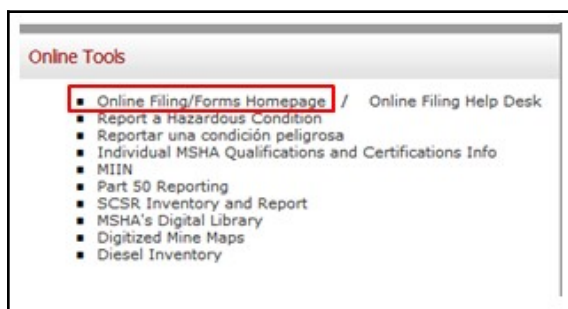 Online Tools
Online Filing/Forms Homepage / Online Filing Help Desk
Report a Hazardous Condition
Reportar una condición peligrosa
Individual MSHA Qualifications and Certifications Info
MIIN
Part 50 Reporting
SCSR Inventory and Report
MSHA's Digital Library
Digitized Mine Maps
Diesel Inventory